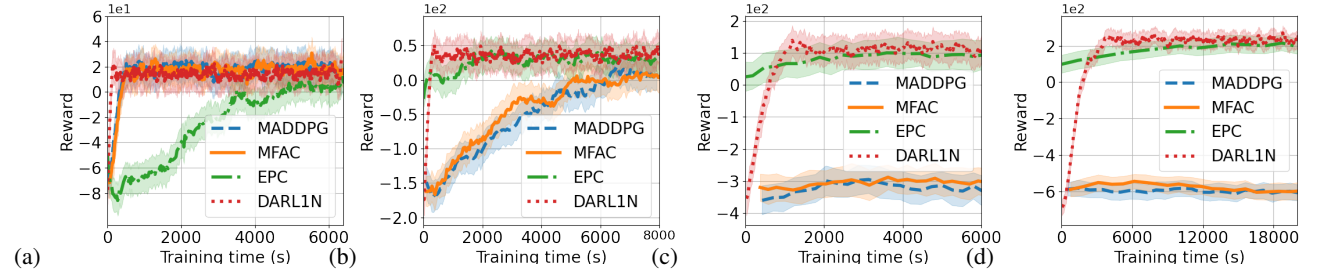 1e1
6
4
2
0
−2
−4
−6
−8
Reward
MADDPG
MFAC
EPC
DARL1N
0 2000 4000 6000
Training time (s)
(a)
1e2
0.5
0.0
−0.5
−1.0
−1.5
−2.0
Reward
MADDPG
MFAC
EPC
DARL1N
0 2000 4000 6000 8000
Training time (s)
(b)
1e2
2
1
0
−1
−2
−3
−4
Reward
MADDPG
MFAC
EPC
DARL1N
0 2000 4000 6000
Training time (s)
(c)
1e2
2
0
−2
−4
−6
Reward
MADDPG
MFAC
EPC
DARL1N
0 6000 12000 18000
Training time (s)
(d)